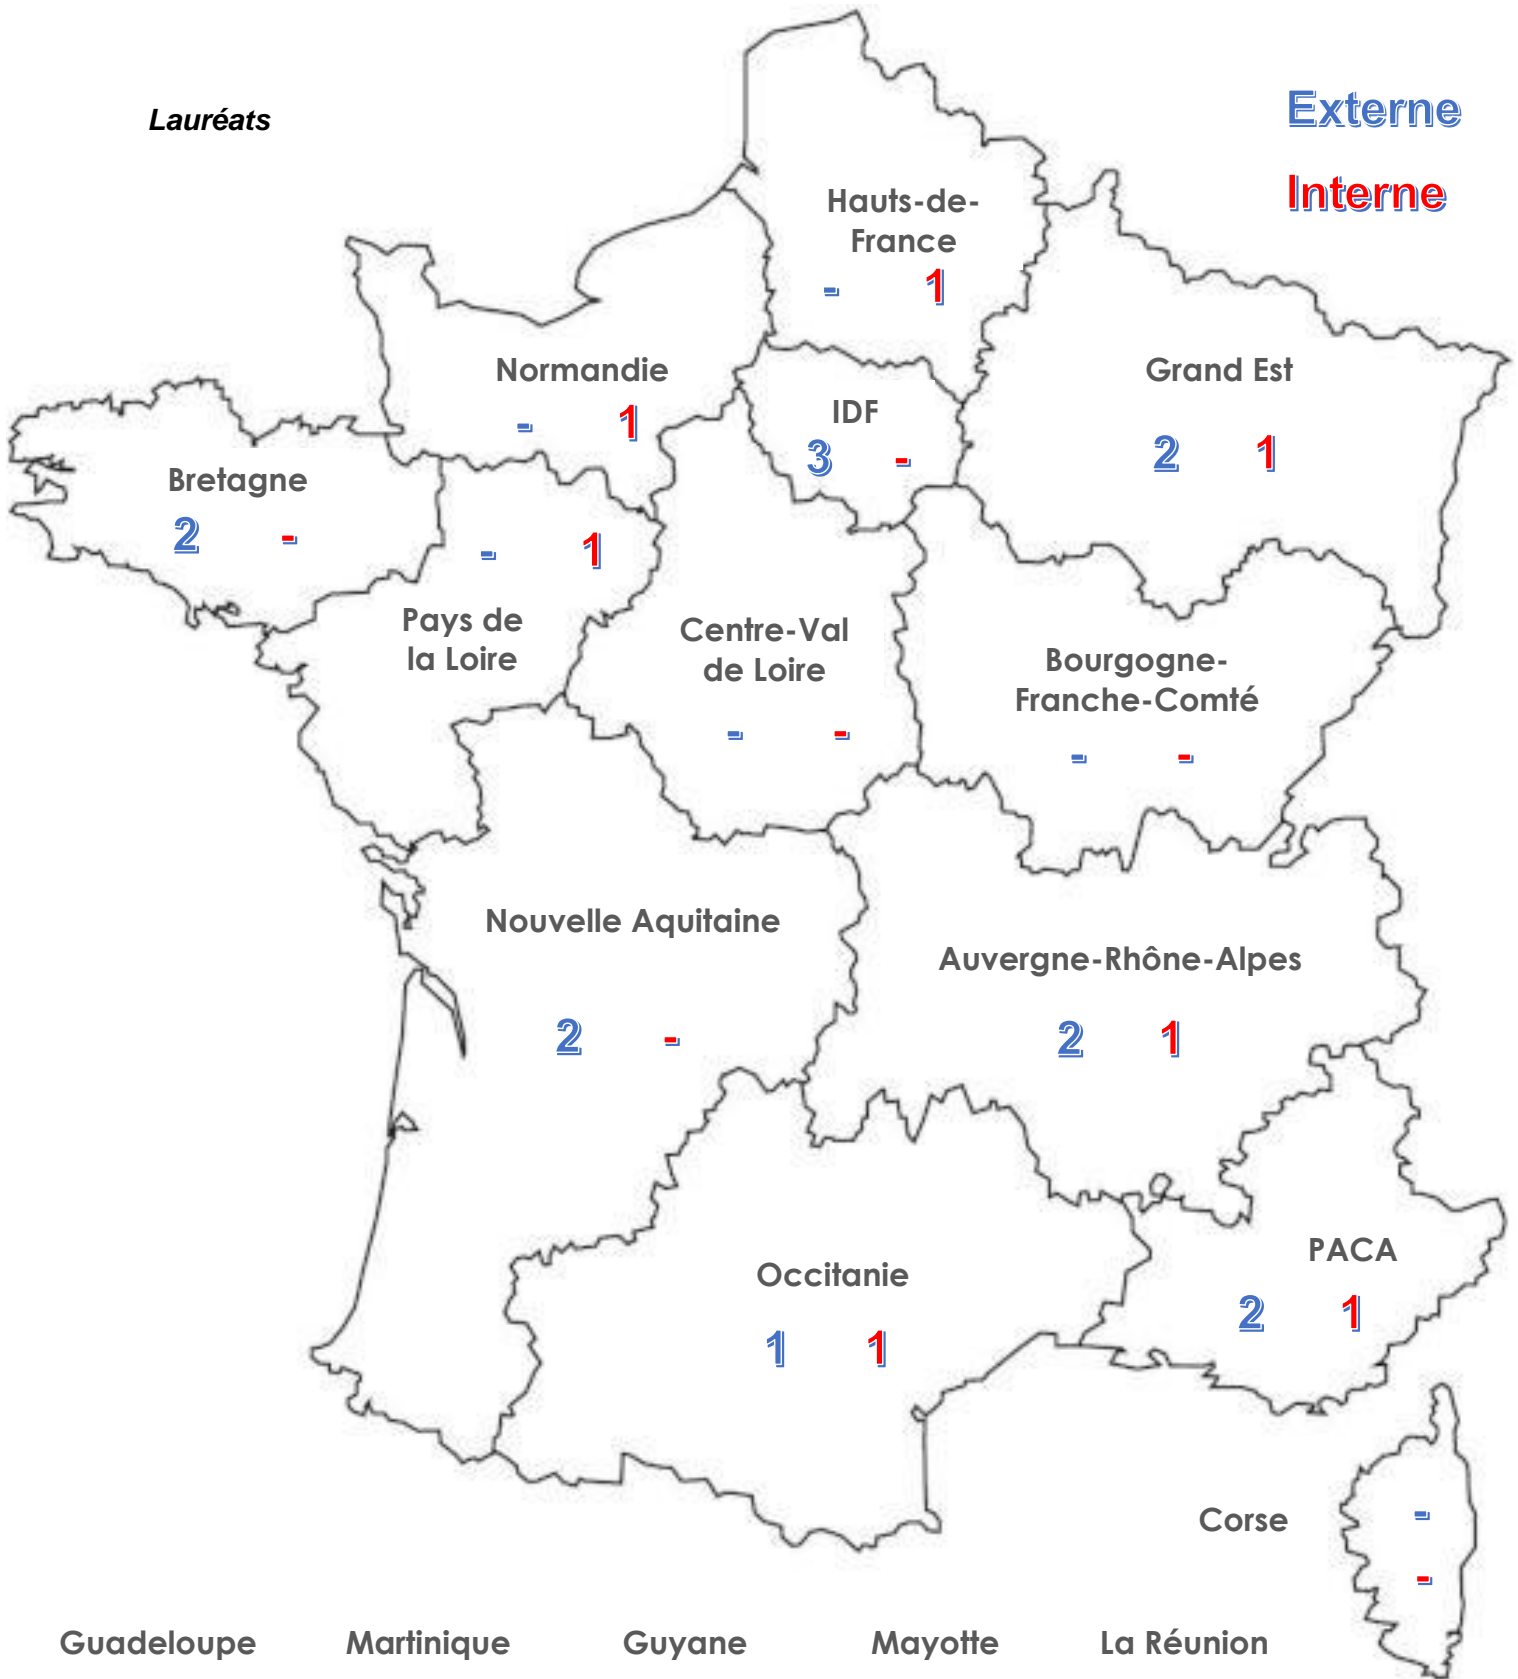 Lauréats
Externe
Interne
Hauts-de-
France
- 1
Normandie
- 1
IDF
3 -
Grand Est
2 1
Bretagne
2 -
- 1
Pays de
la Loire
Centre-Val
de Loire
- -
Bourgogne-
Franche-Comté
- -
Nouvelle Aquitaine
2 -
Auvergne-Rhône-Alpes
2 1
Occitanie
1 1
PACA
2 1
Corse
-
-
Guadeloupe Martinique Guyane Mayotte La Réunion